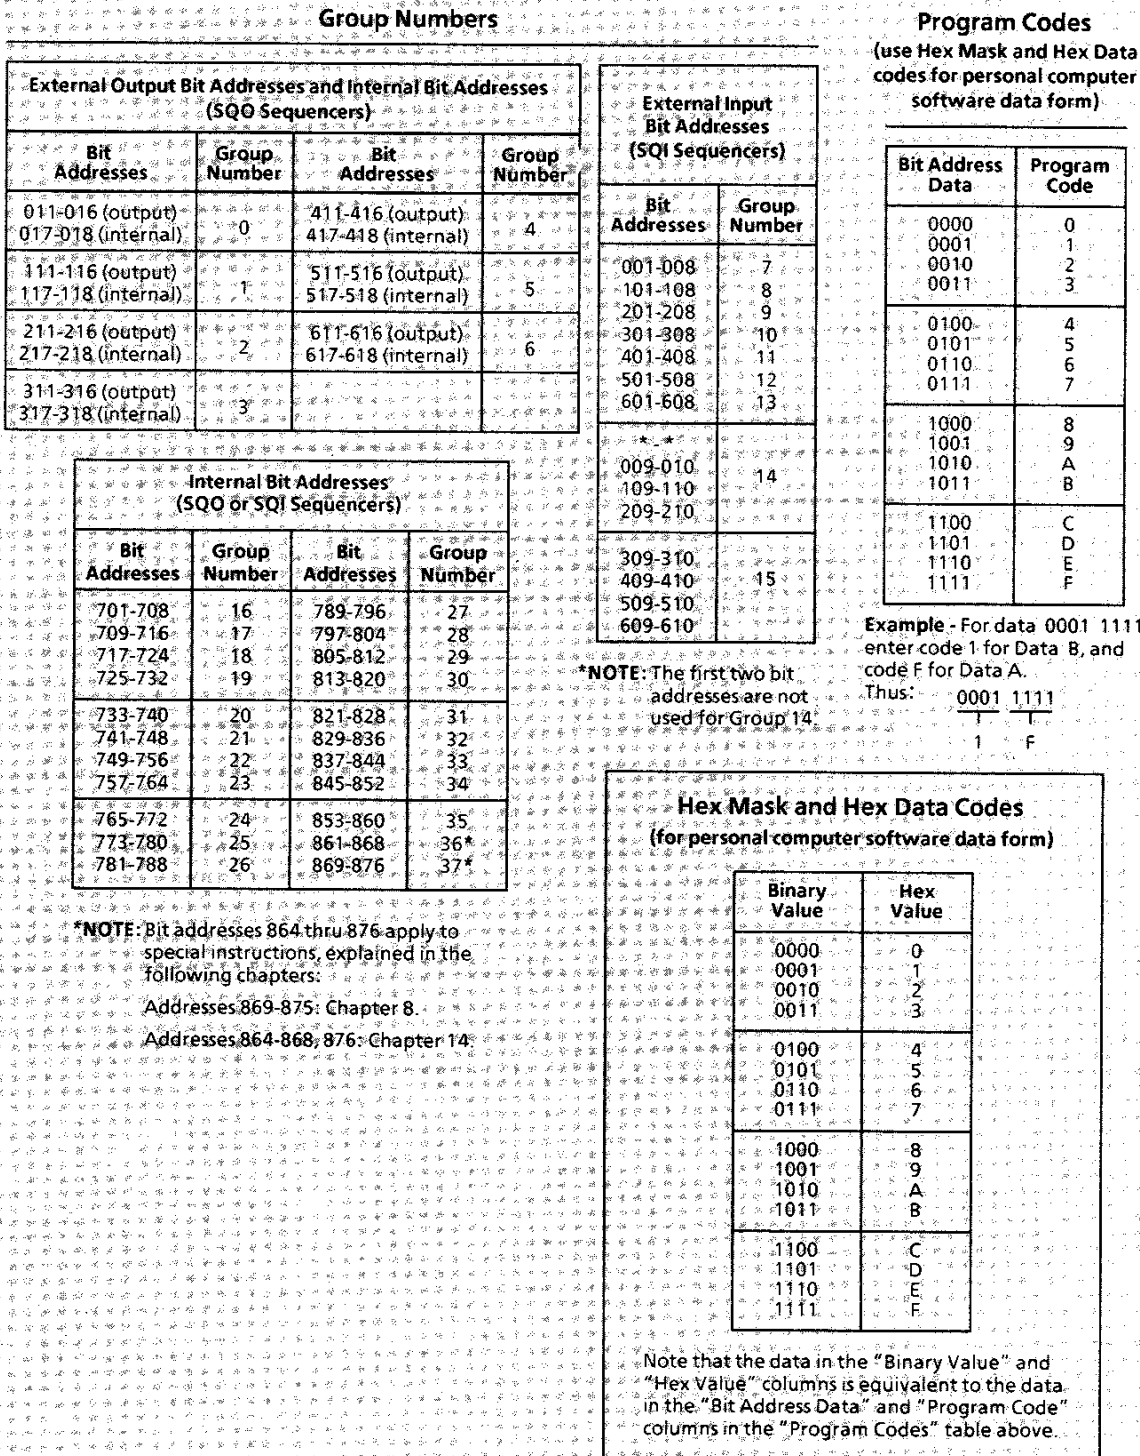 Group Numbers
External Output Bit Addresses and Internal Bit Addresses
(SQO Sequencers)
Bit Addresses Group Number Bit Addresses Group Number
011-016 (output) 017-018 (internal) 0 411-416 (output) 417-418 (internal) 4
111-116 (output) 117-118 (internal) 1 511-516 (output) 517-518 (internal) 5
211-216 (output) 217-218 (internal) 2 611-616 (output) 617-618 (internal) 6
311-316 (output) 317-318 (internal) 3
Internal Bit Addresses
(SQO or SQI Sequencers)
Bit Addresses Group Number Bit Addresses Group Number
701-708 16 789-796 27
709-716 17 797-804 28
717-724 18 805-812 29
725-732 19 813-820 30
733-740 20 821-828 31
741-748 21 829-836 32
749-756 22 837-844 33
757-764 23 845-852 34
765-772 24 853-860 35
773-780 25 861-868 36*
781-788 26 869-876 37*
*NOTE: Bit addresses 864 thru 876 apply to
special instructions, explained in the
following chapters:
Addresses 869-875: Chapter 8.
Addresses 864-868, 876: Chapter 14.
External Input
Bit Addresses
(SQI Sequencers)
Bit Addresses Group Number
001-008 7
101-108 8
201-208 9
301-308 10
401-408 11
501-508 12
601-608 13
*-*
009-010
109-110 14
209-210
309-310
409-410 15
509-510
609-610
*NOTE: The first two bit
addresses are not
used for Group 14.
Program Codes
(use Hex Mask and Hex Data
codes for personal computer
software data form)
Bit Address Data Program Code
0000 0
0001 1
0010 2
0011 3
0100 4
0101 5
0110 6
0111 7
1000 8
1001 9
1010 A
1011 B
1100 C
1101 D
1110 E
1111 F
Example - For data 0001 1111
enter code 1 for Data B, and
code F for Data A.
Thus: 0001 1111
1 F
Hex Mask and Hex Data Codes
(for personal computer software data form)
Binary Value Hex Value
0000 0
0001 1
0010 2
0011 3
0100 4
0101 5
0110 6
0111 7
1000 8
1001 9
1010 A
1011 B
1100 C
1101 D
1110 E
1111 F
Note that the data in the "Binary Value" and
"Hex Value" columns is equivalent to the data
in the "Bit Address Data" and "Program Code"
columns in the "Program Codes" table above.